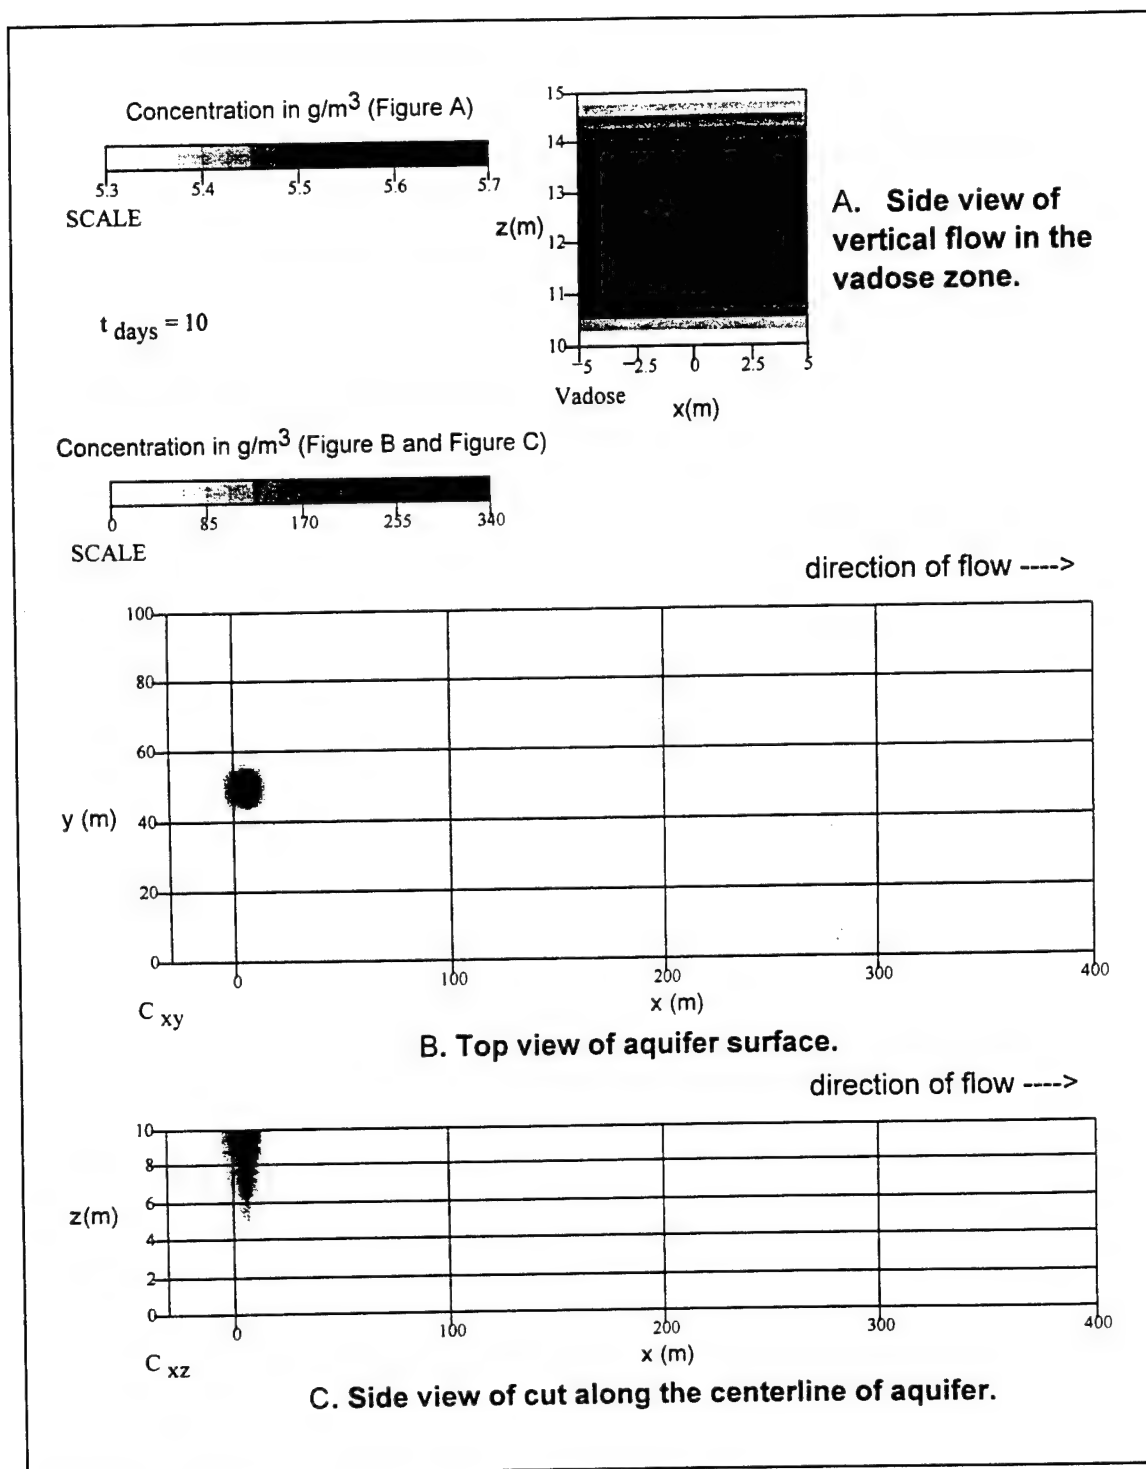 Concentration in g/m³ (Figure A)
5.3 5.4 5.5 5.6 5.7
SCALE
t days = 10
15
14
13
z(m) 12
11
10
-5 -2.5 0 2.5 5
Vadose x(m)
A. Side view of
vertical flow in the
vadose zone.
Concentration in g/m³ (Figure B and Figure C)
0 85 170 255 340
SCALE
direction of flow ---->
100
80
60
y (m) 40
20
0
0 100 200 300 400
C xy x (m)
B. Top view of aquifer surface.
direction of flow ---->
10
8
z(m) 6
4
2
0
0 100 200 300 400
C xz x (m)
C. Side view of cut along the centerline of aquifer.